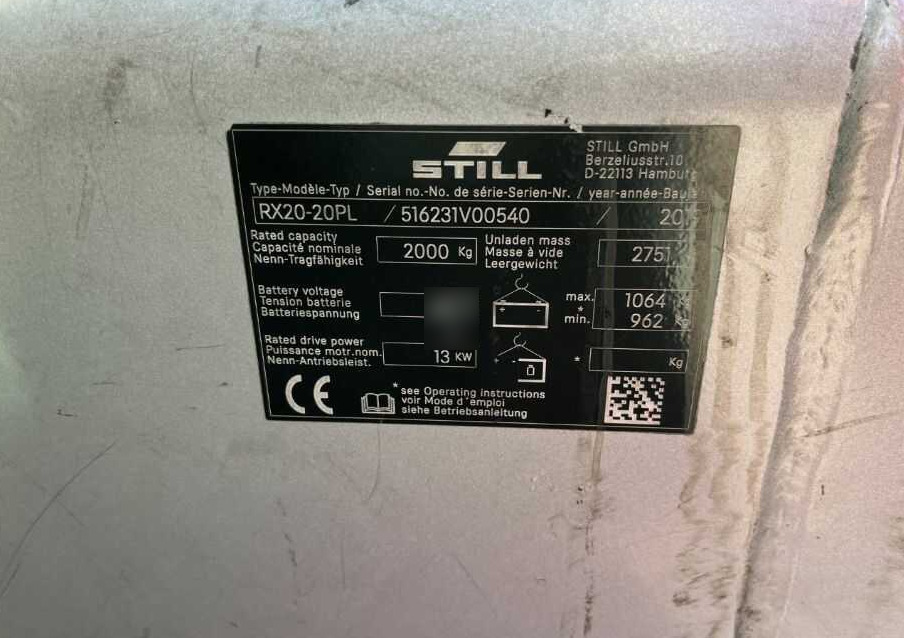 STILL
STILL GmbH
Berzeliusstr.10
D-22113 Hamburg
Type-Modèle-Typ / Serial no.-No. de série-Serien-Nr. / year-année-Baujahr
RX20-20PL / 516231V00540 /
Rated capacity
Capacité nominale
Nenn-Tragfähigkeit
2000 Kg
Unladen mass
Masse à vide
Leergewicht
2751
Battery voltage
Tension batterie
Batteriespannung
+ -
max. 1064
*
min. 962 Kg
Rated drive power
Puissance motr.nom.
Nenn-Antriebsleist.
13 KW
+ -
* Kg
CE
*see Operating instructions
voir Mode d'emploi
siehe Betriebsanleitung